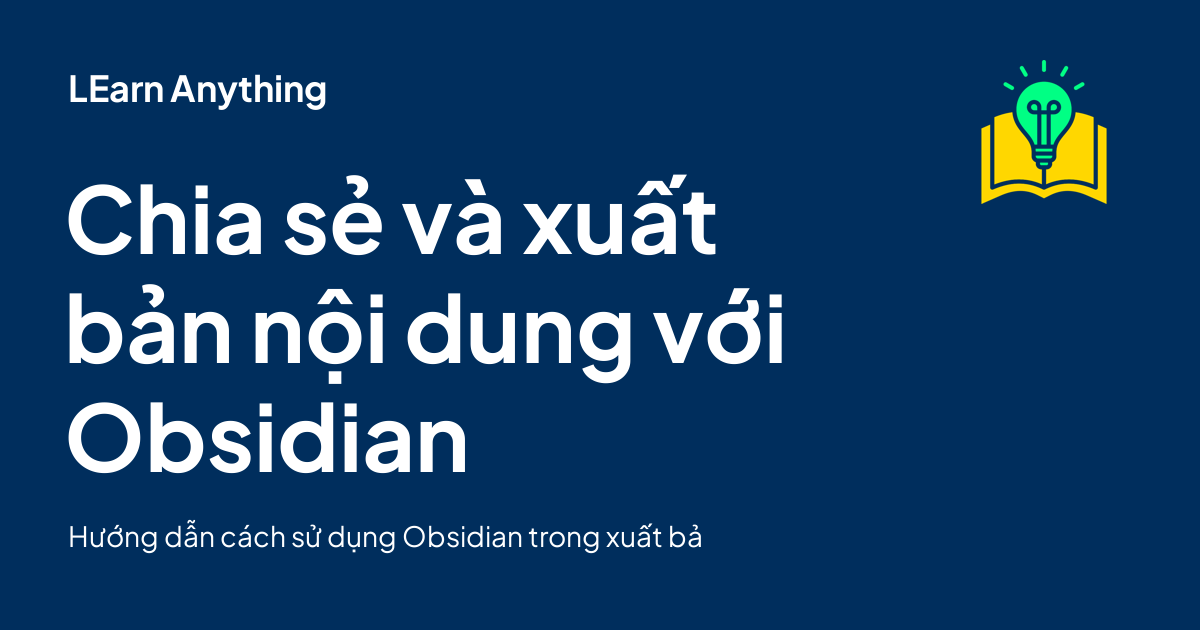 LEarn Anything
Chia sẻ và xuất
bản nội dung với
Obsidian
Hướng dẫn cách sử dụng Obsidian trong xuất bả